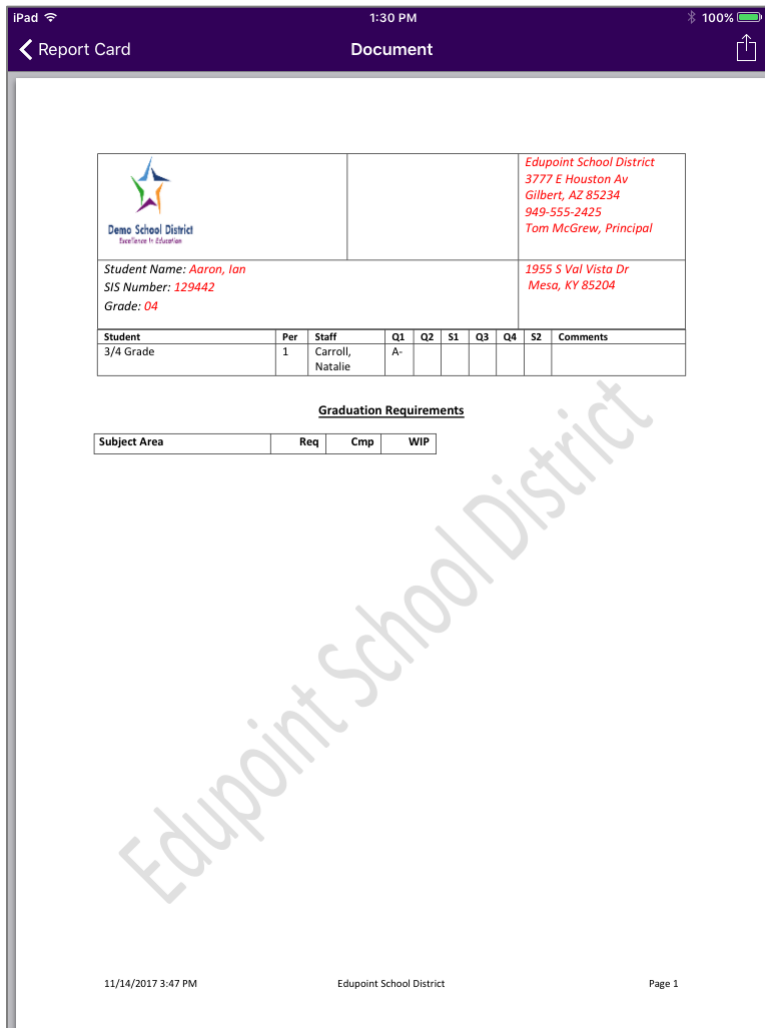 iPad 1:30 PM 100%
Report Card Document
Demo School District
Excellence In Education
Edupoint School District
3777 E Houston Av
Gilbert, AZ 85234
949-555-2425
Tom McGrew, Principal
Student Name: Aaron, Ian
SIS Number: 129442
Grade: 04
1955 S Val Vista Dr
Mesa, KY 85204
Student Per Staff Q1 Q2 S1 Q3 Q4 S2 Comments
3/4 Grade 1 Carroll, A-
Natalie
Graduation Requirements
Subject Area Req Cmp WIP
Edupoint School District
11/14/2017 3:47 PM Edupoint School District Page 1